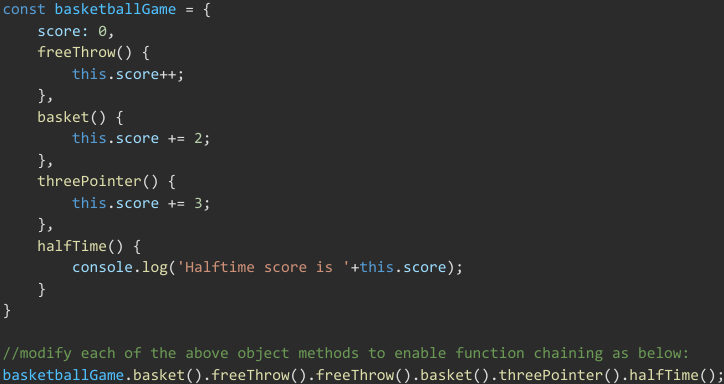 const basketballGame = {
    score: 0,
    freeThrow() {
        this.score++;
    },
    basket() {
        this.score += 2;
    },
    threePointer() {
        this.score += 3;
    },
    halfTime() {
        console.log('Halftime score is '+this.score);
    }
}

//modify each of the above object methods to enable function chaining as below:
basketballGame.basket().freeThrow().freeThrow().basket().threePointer().halfTime();